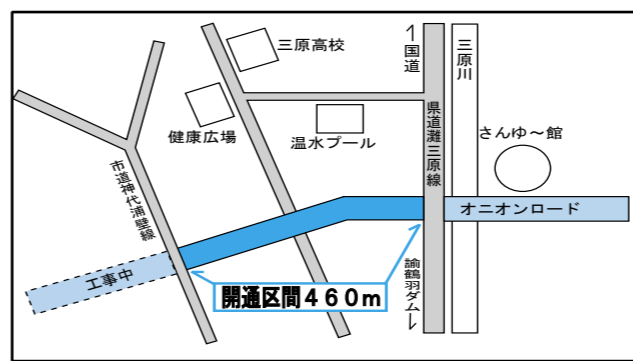 三原高校
健康広場
温水プール
↑国道
県道灘三原線
三原川
さんゆ〜館
オニオンロード
市道神代浦壁線
工事中
開通区間460m
諭鶴羽ダム↓